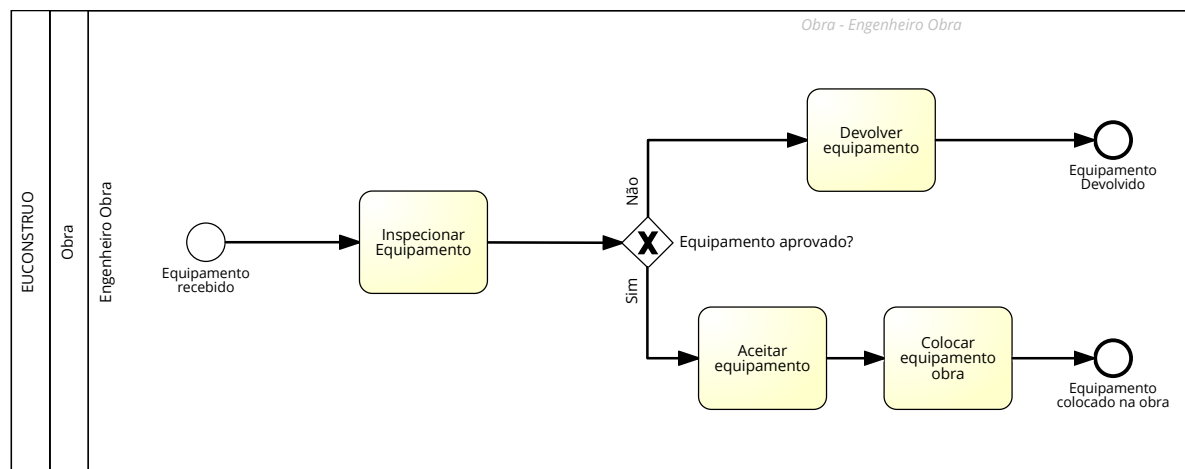 Obra - Engenheiro Obra
EUCONSTRUO
Obra
Engenheiro Obra
Equipamento
recebido
Inspecionar
Equipamento
Equipamento aprovado?
Não
Devolver
equipamento
Equipamento
Devolvido
Sim
Aceitar
equipamento
Colocar
equipamento
obra
Equipamento
colocado na obra